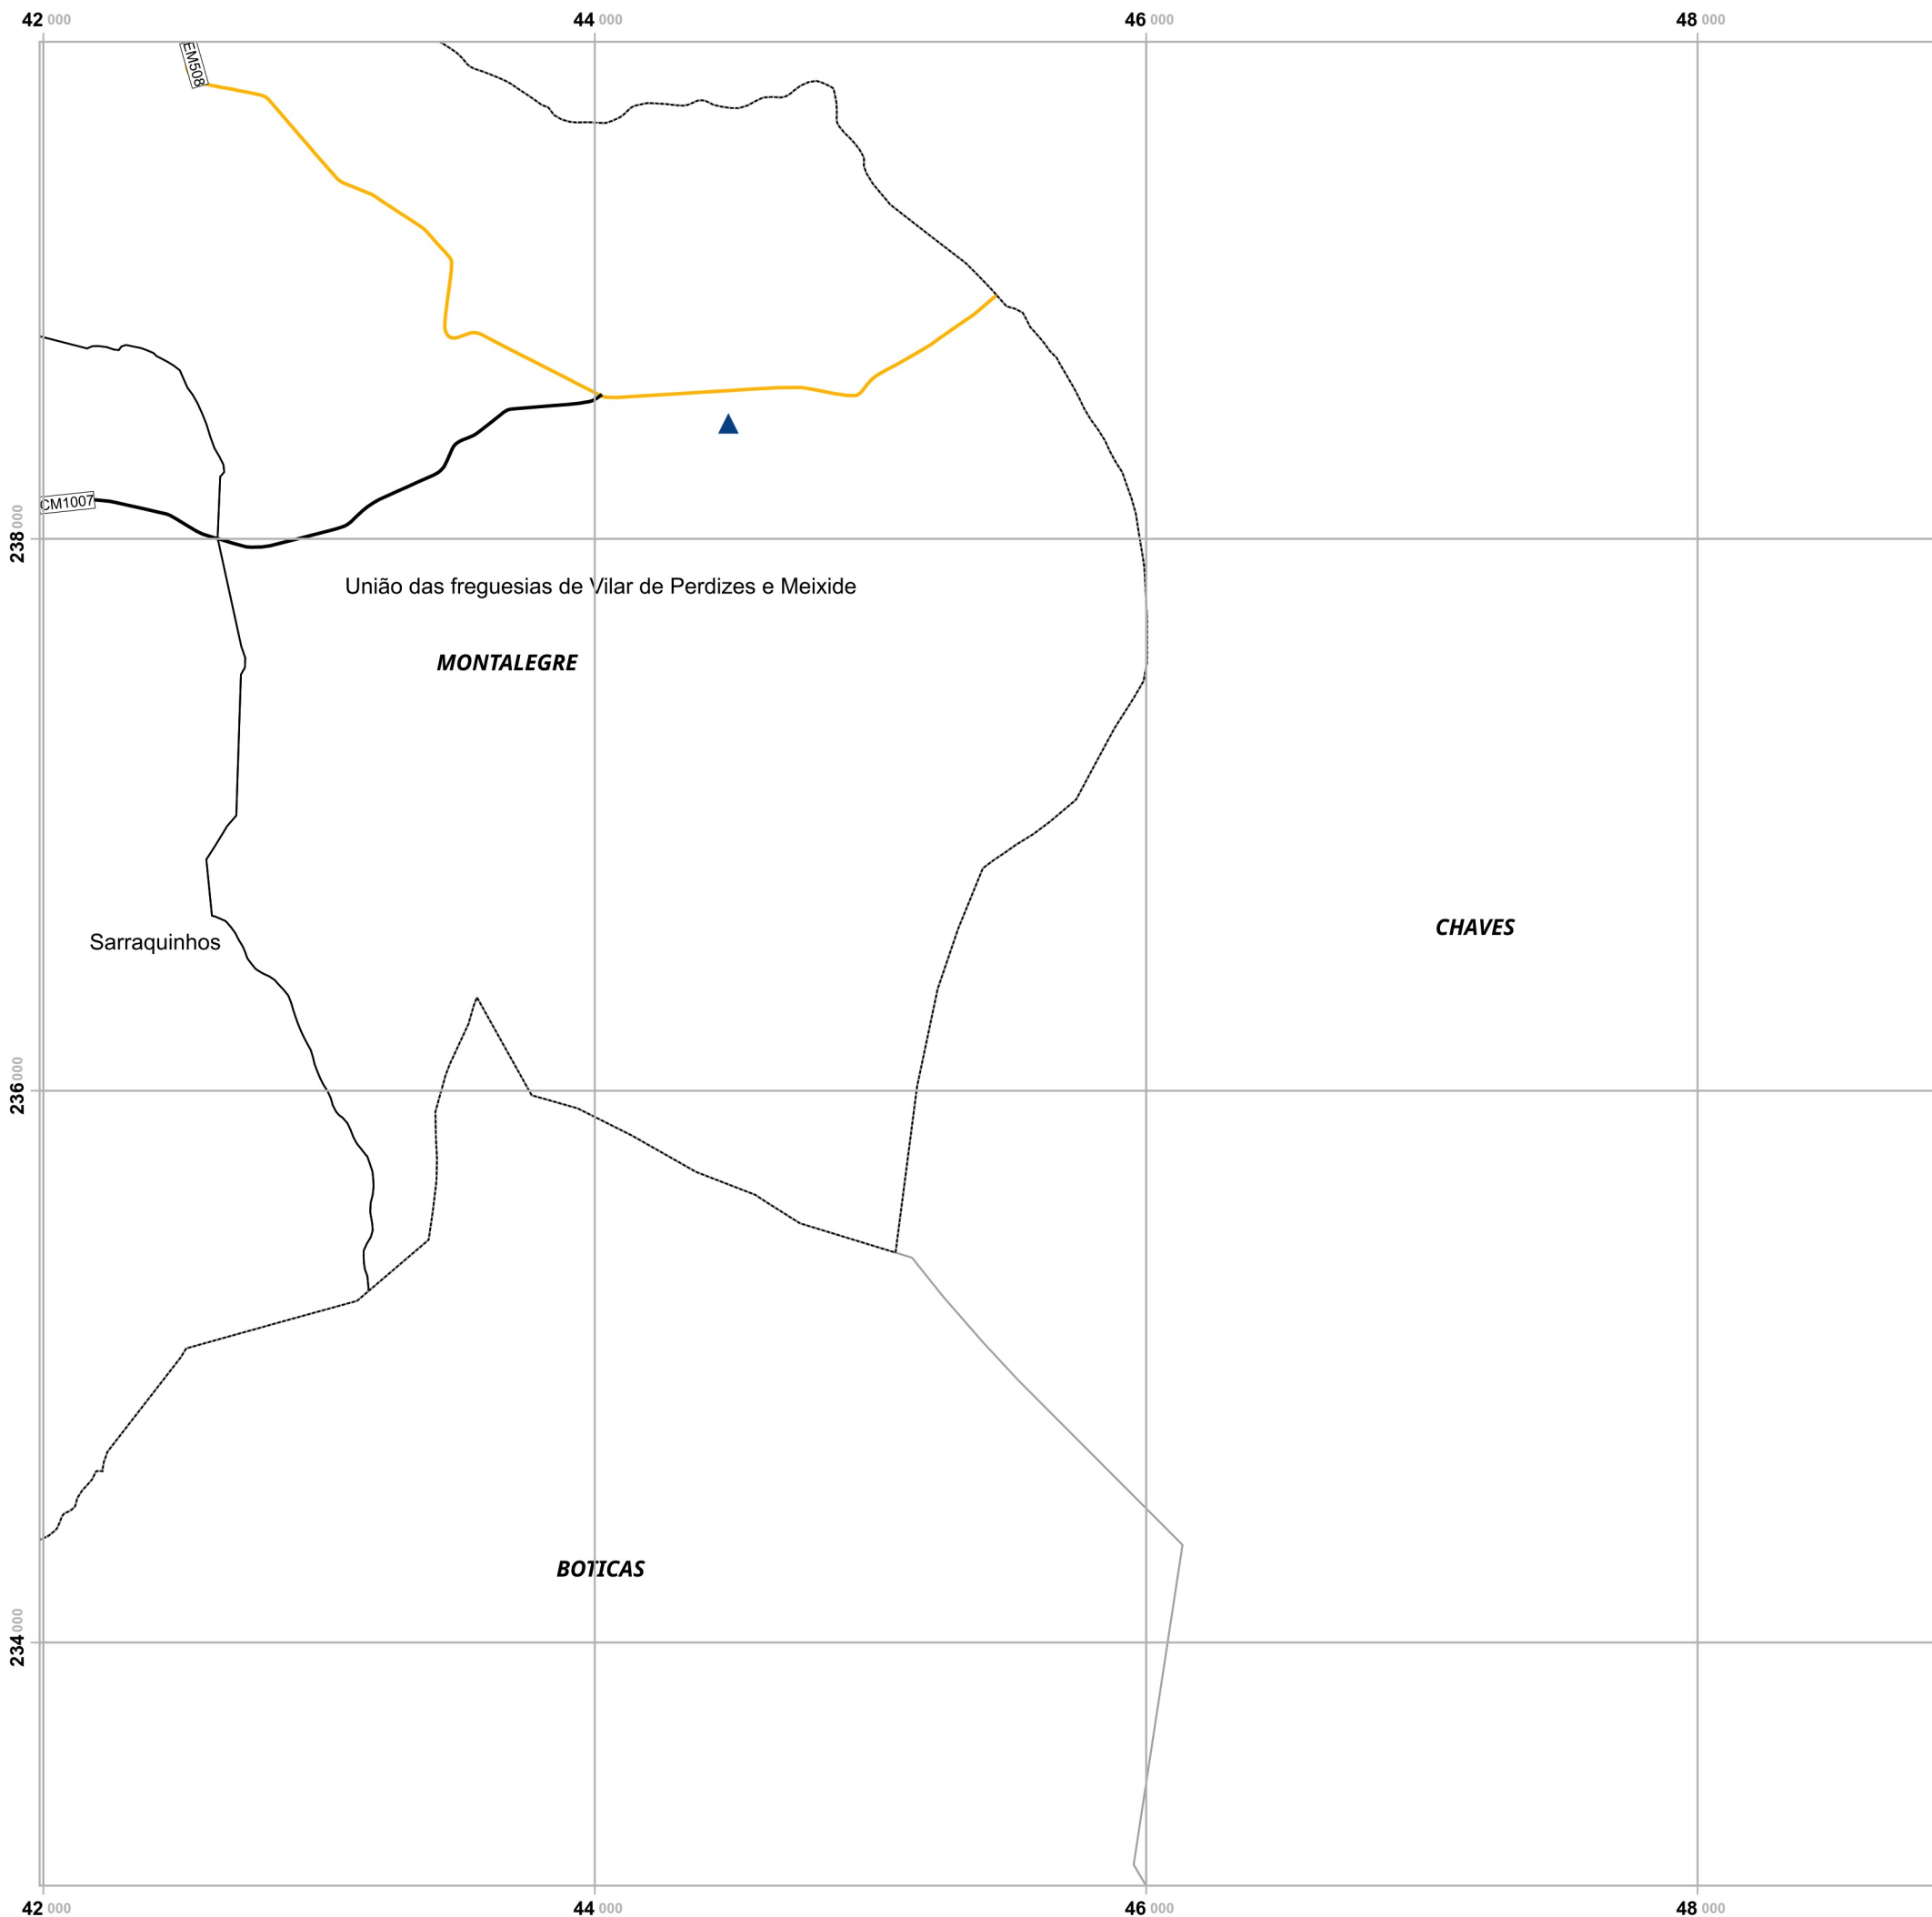 42 000 44 000 46 000 48 000
EM508
CM1007
238 000
União das freguesias de Vilar de Perdizes e Meixide
MONTALEGRE
CHAVES
Sarraquinhos
236 000
BOTICAS
234 000
42 000 44 000 46 000 48 000